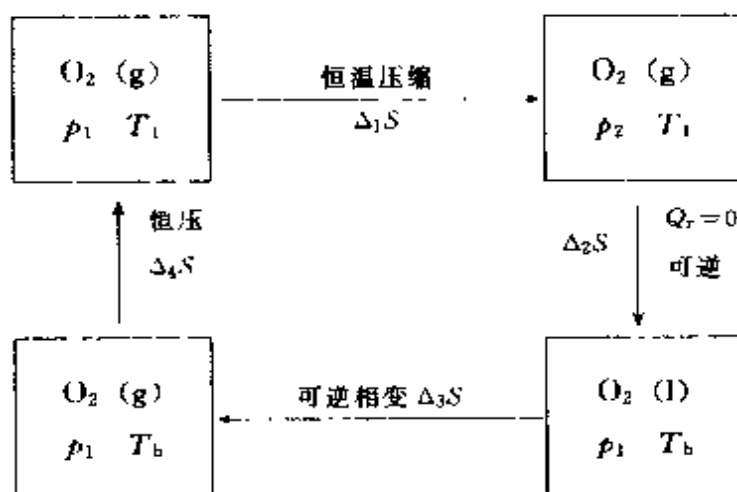 O₂ (g)
p₁ T₁
恒温压缩
Δ₁S
O₂ (g)
p₂ T₁
恒压
Δ₄S
Δ₂S
Qᵣ=0
可逆
O₂ (g)
p₁ T_b
可逆相变 Δ₃S
O₂ (l)
p₁ T_b